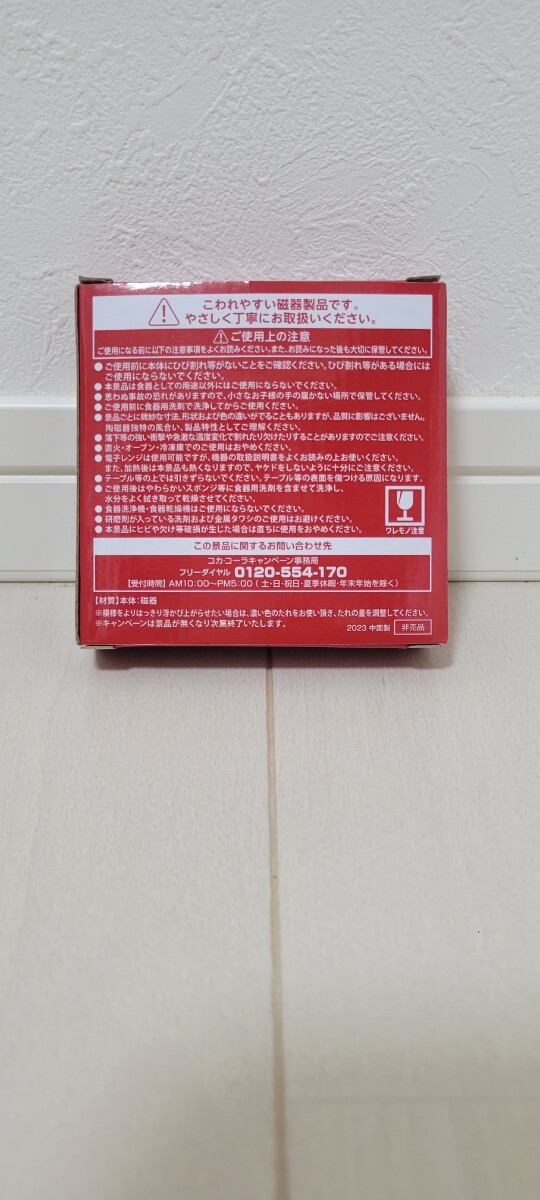 こわれやすい磁器製品です。
やさしく丁寧にお取扱いください。
ご使用上の注意
ご使用になる前に以下の注意事項をよくお読みください。また、お読みになった後も大切に保管してください。
●ご使用前に本体にひび割れ等がないことをご確認ください。ひび割れ等がある場合には
ご使用にならないでください。
●本景品は食器としての用途以外にはご使用にならないでください。
●思わぬ事故の恐れがありますので、小さなお子様の手の届かない場所で保管してください。
●ご使用前に食器用洗剤で洗浄してからご使用ください。
●景品ごとに微妙な寸法、形状および色の違いがでることもありますが、品質に影響はございません。
陶磁器独特の風合い、製品特性としてご理解ください。
●落下等の強い衝撃や急激な温度変化で割れたり欠けたりすることがありますのでご注意ください。
●直火・オーブン・冷凍庫でのご使用はおやめください。
●電子レンジは使用可能ですが、機器の取扱説明書をよくお読みの上お使いください。
また、加熱後は本景品も熱くなりますので、ヤケドをしないように十分にご注意ください。
●テーブル等の上では引きずらないでください。テーブル等の表面を傷つける原因になります。
●ご使用後はやわらかいスポンジ等に食器用洗剤を含ませて洗浄し、
水分をよく拭き取って乾燥させてください。
●食器洗浄機・食器乾燥機はご使用にならないでください。
●研磨剤が入っている洗剤および金属タワシのご使用はお避けください。
●本景品にヒビや欠け等破損が生じた場合は直ちに使用をおやめください。
ワレモノ注意
この景品に関するお問い合わせ先
コカ・コーラキャンペーン事務局
フリーダイヤル 0120-554-170
【受付時間】AM10:00〜PM5:00(土・日・祝日・夏季休暇・年末年始を除く)
【材質】本体:磁器
※模様をよりはっきり浮かび上がらせたい場合は、濃い色のたれをお使い頂き、たれの量を調整してください。
※キャンペーンは景品が無くなり次第終了いたします。
2023 中国製 非売品